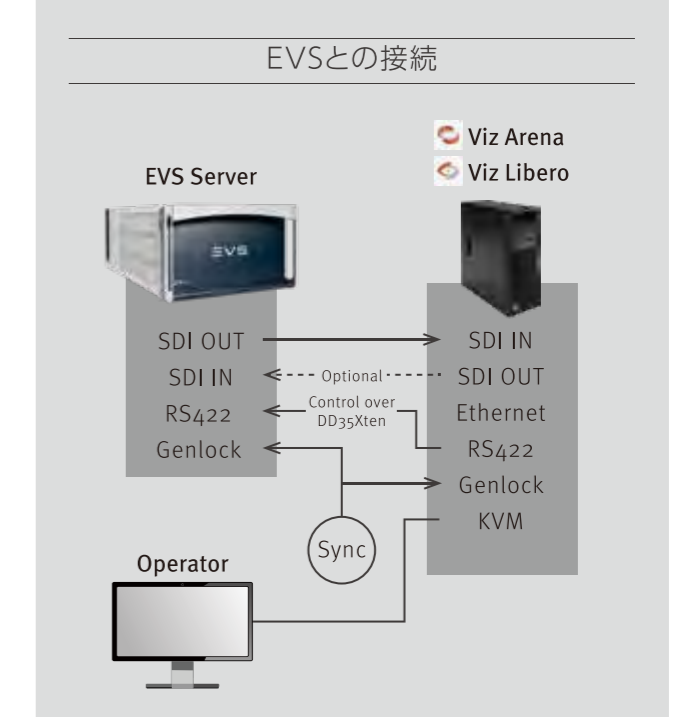 EVSとの接続
Viz Arena
Viz Libero
EVS Server
EVS
SDI OUT
SDI IN
RS422
Genlock
Optional
Control over
DD35Xten
SDI IN
SDI OUT
Ethernet
RS422
Genlock
KVM
Sync
Operator